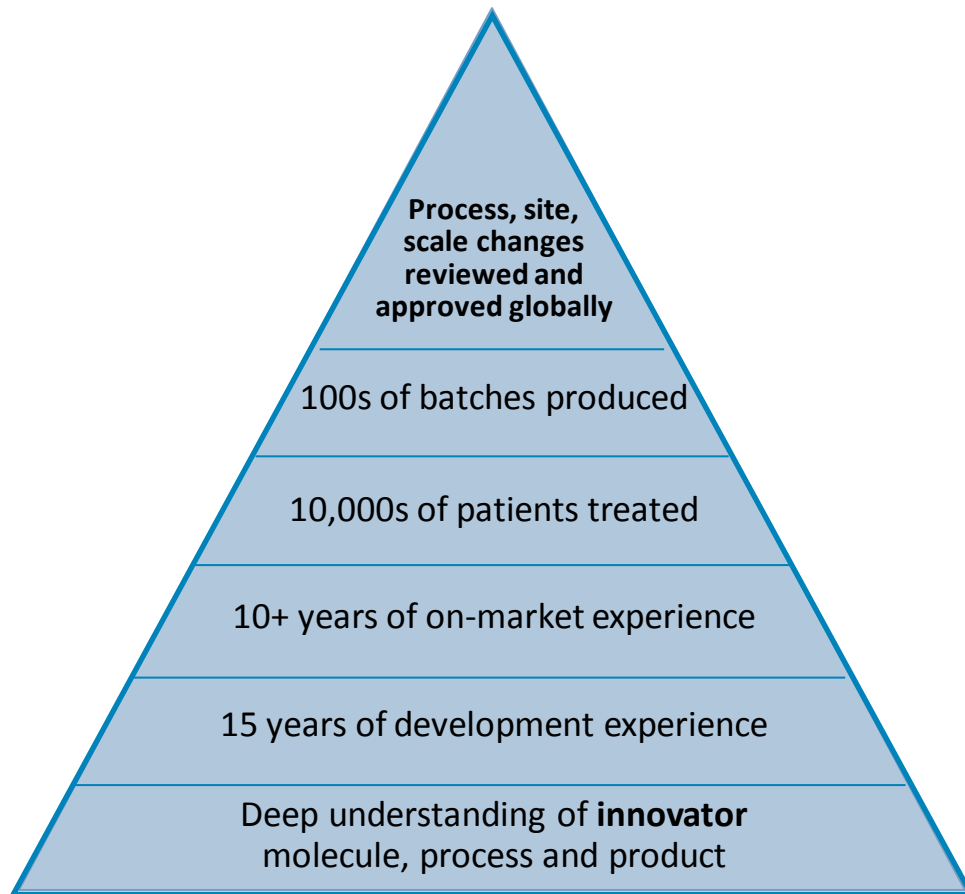 Process, site,
scale changes
reviewed and
approved globally
100s of batches produced
10,000s of patients treated
10+ years of on-market experience
15 years of development experience
Deep understanding of innovator
molecule, process and product